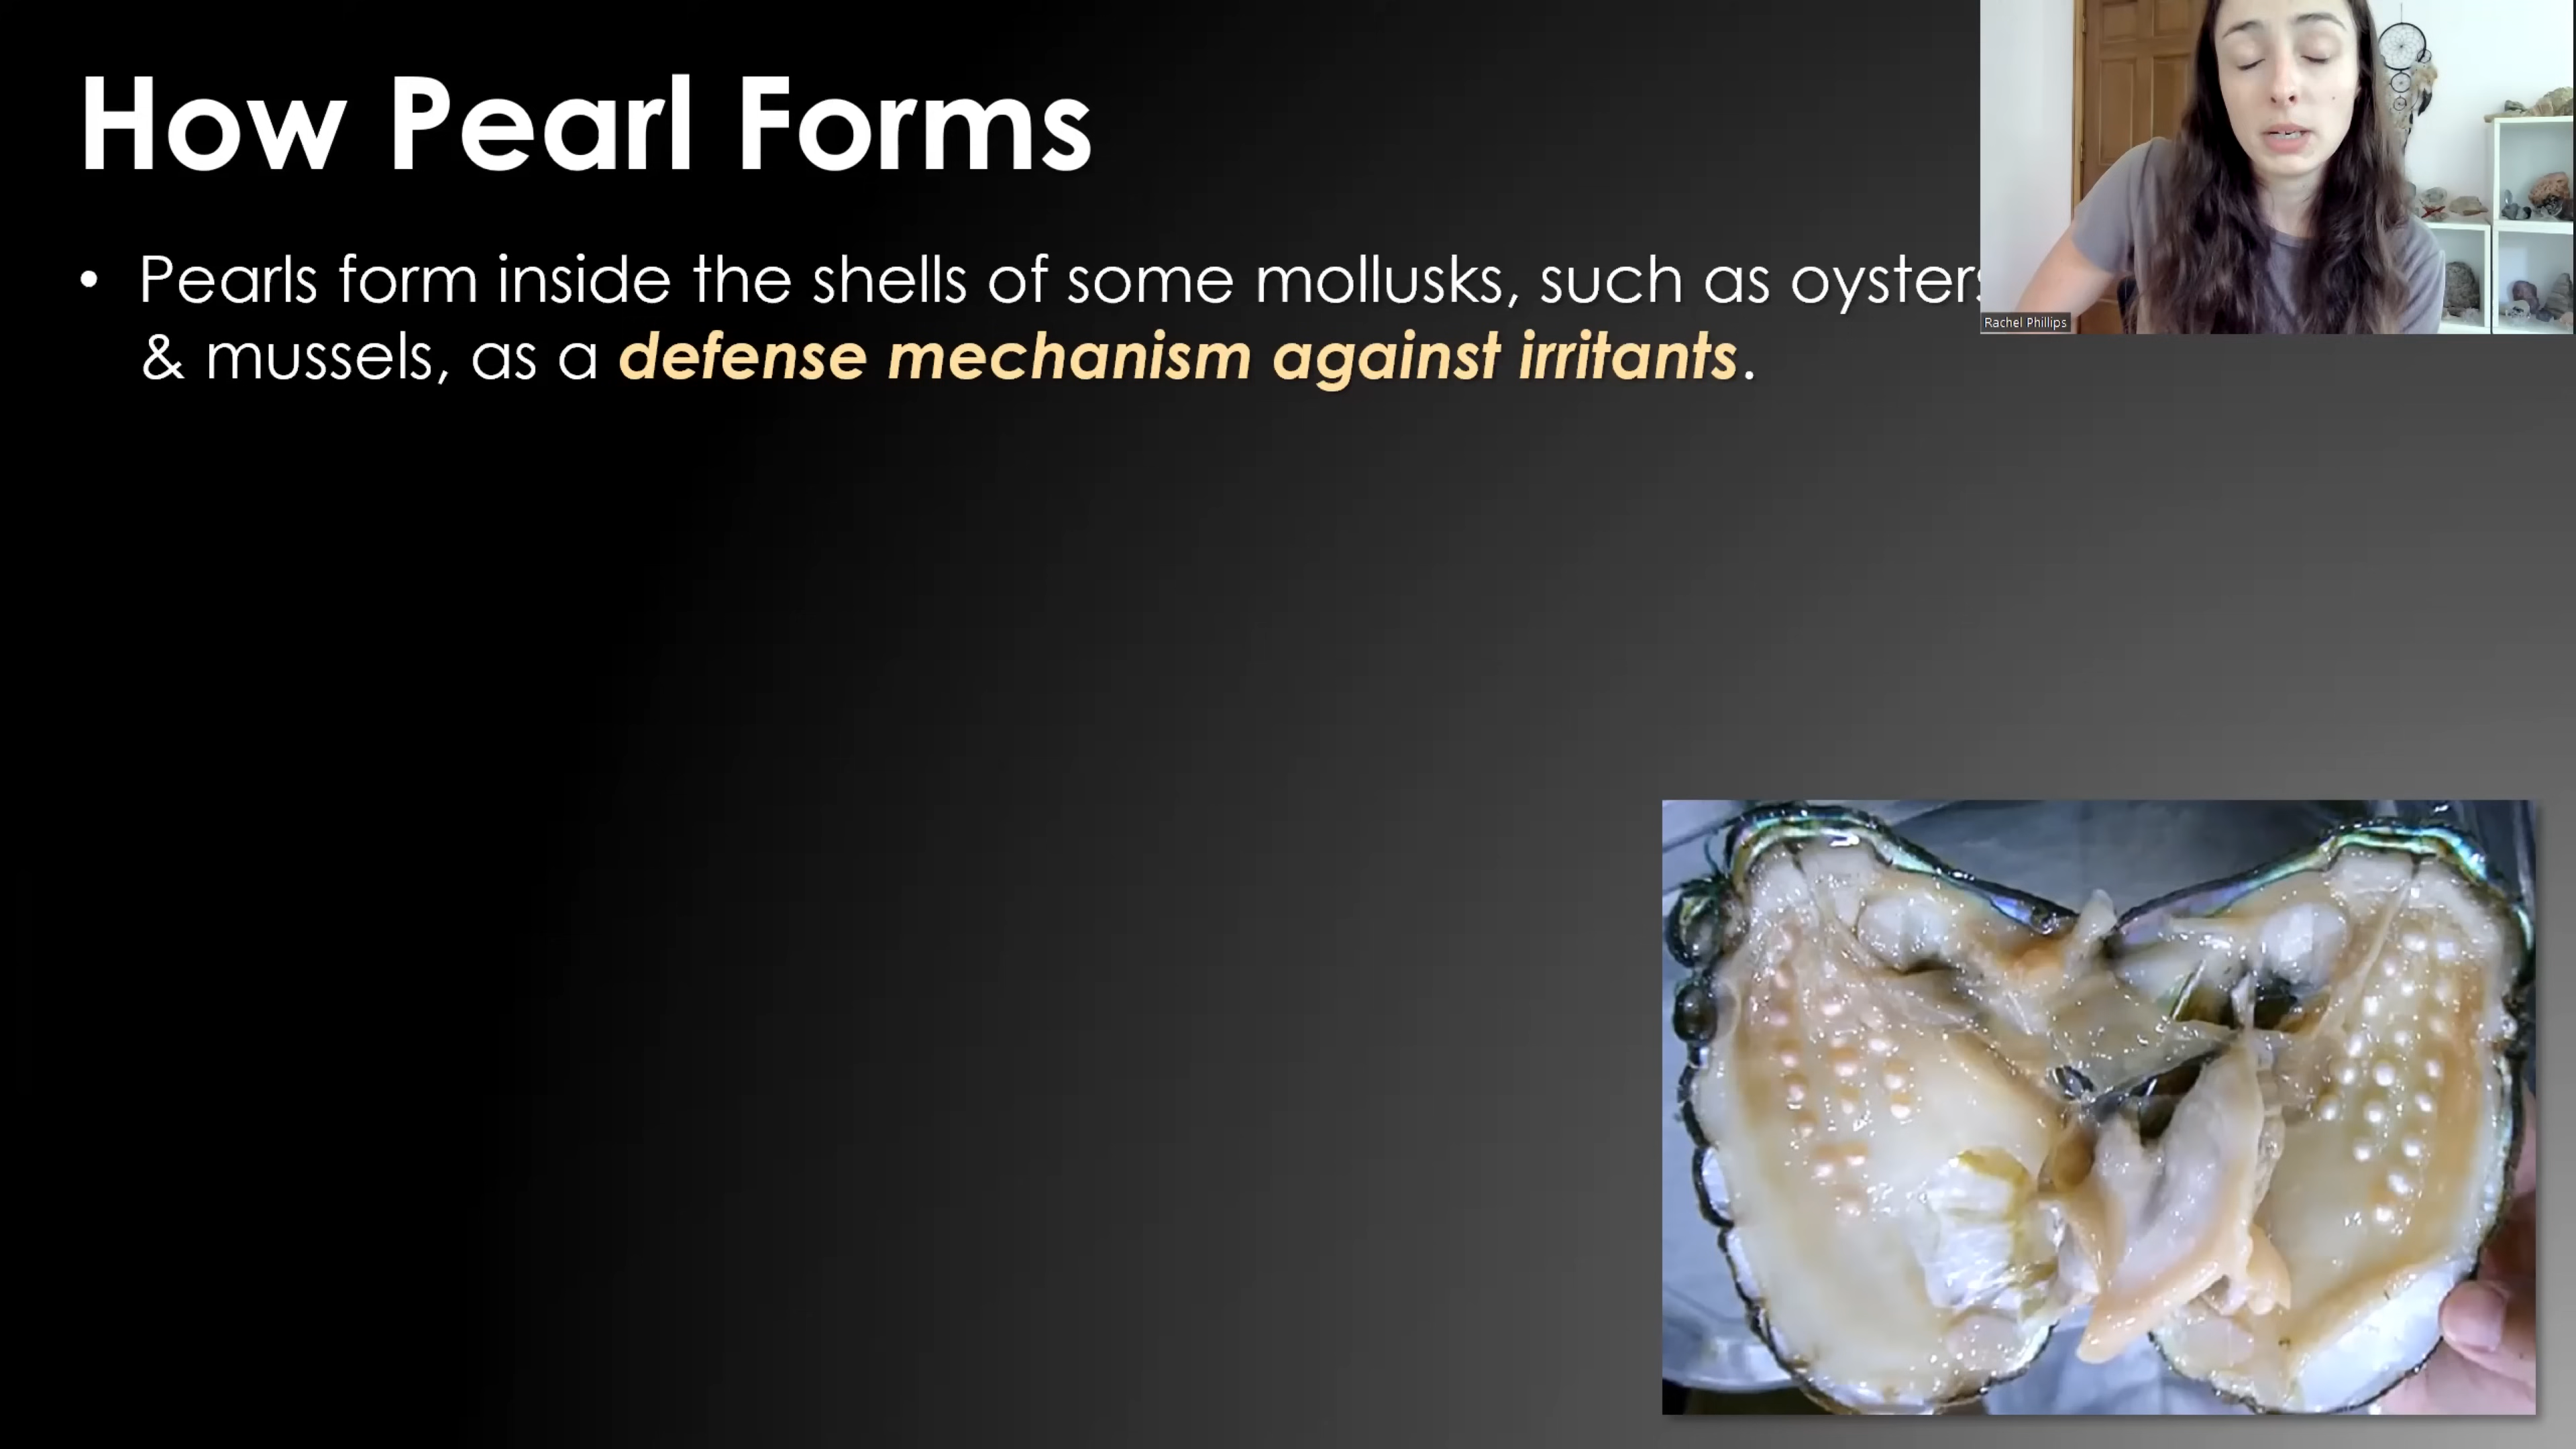 How Pearl Forms
• Pearls form inside the shells of some mollusks, such as oysters
& mussels, as a defense mechanism against irritants.
Rachel Phillips